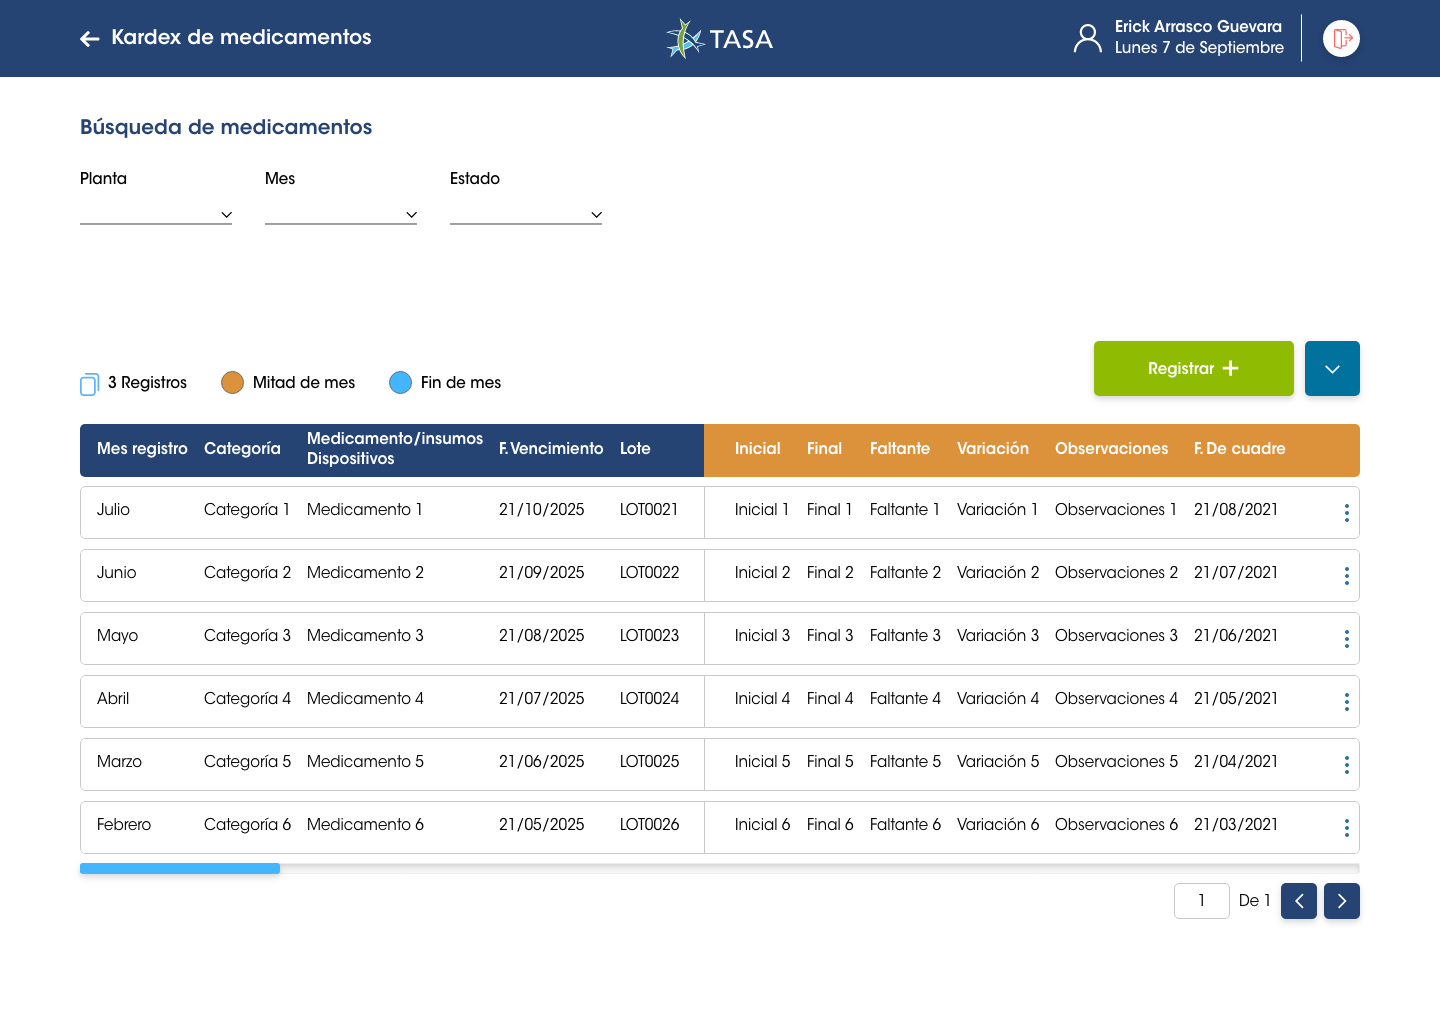 Kardex de medicamentos
TASA
Erick Arrasco Guevara
Lunes 7 de Septiembre
Búsqueda de medicamentos
Planta Mes Estado
3 Registros Mitad de mes Fin de mes
Registrar
Mes registro Categoría Medicamento/insumos Dispositivos F. Vencimiento Lote Inicial Final Faltante Variación Observaciones F. De cuadre
Julio Categoría 1 Medicamento 1 21/10/2025 LOT0021 Inicial 1 Final 1 Faltante 1 Variación 1 Observaciones 1 21/08/2021
Junio Categoría 2 Medicamento 2 21/09/2025 LOT0022 Inicial 2 Final 2 Faltante 2 Variación 2 Observaciones 2 21/07/2021
Mayo Categoría 3 Medicamento 3 21/08/2025 LOT0023 Inicial 3 Final 3 Faltante 3 Variación 3 Observaciones 3 21/06/2021
Abril Categoría 4 Medicamento 4 21/07/2025 LOT0024 Inicial 4 Final 4 Faltante 4 Variación 4 Observaciones 4 21/05/2021
Marzo Categoría 5 Medicamento 5 21/06/2025 LOT0025 Inicial 5 Final 5 Faltante 5 Variación 5 Observaciones 5 21/04/2021
Febrero Categoría 6 Medicamento 6 21/05/2025 LOT0026 Inicial 6 Final 6 Faltante 6 Variación 6 Observaciones 6 21/03/2021
1 De 1